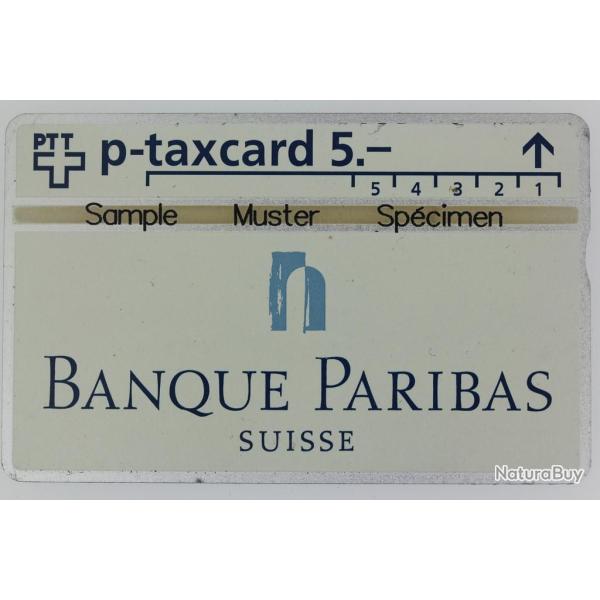 PTT p-taxcard 5.–
5 4 3 2 1
Sample Muster Spécimen
BANQUE PARIBAS
SUISSE
NaturaBuy